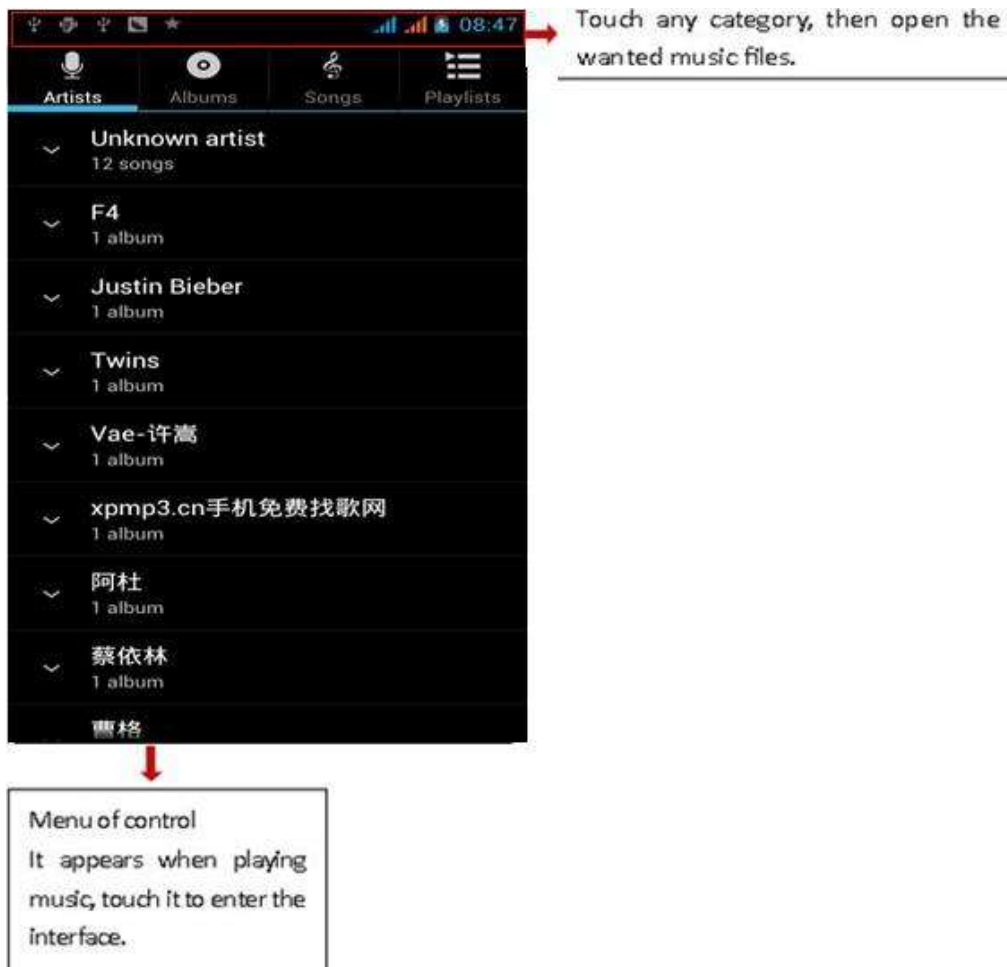 08:47
Touch any category, then open the
wanted music files.
Artists Albums Songs Playlists
Unknown artist
12 songs
F4
1 album
Justin Bieber
1 album
Twins
1 album
Vae-许嵩
1 album
xpmp3.cn手机免费找歌网
1 album
阿杜
1 album
蔡依林
1 album
曹格
Menu of control
It appears when playing
music, touch it to enter the
interface.